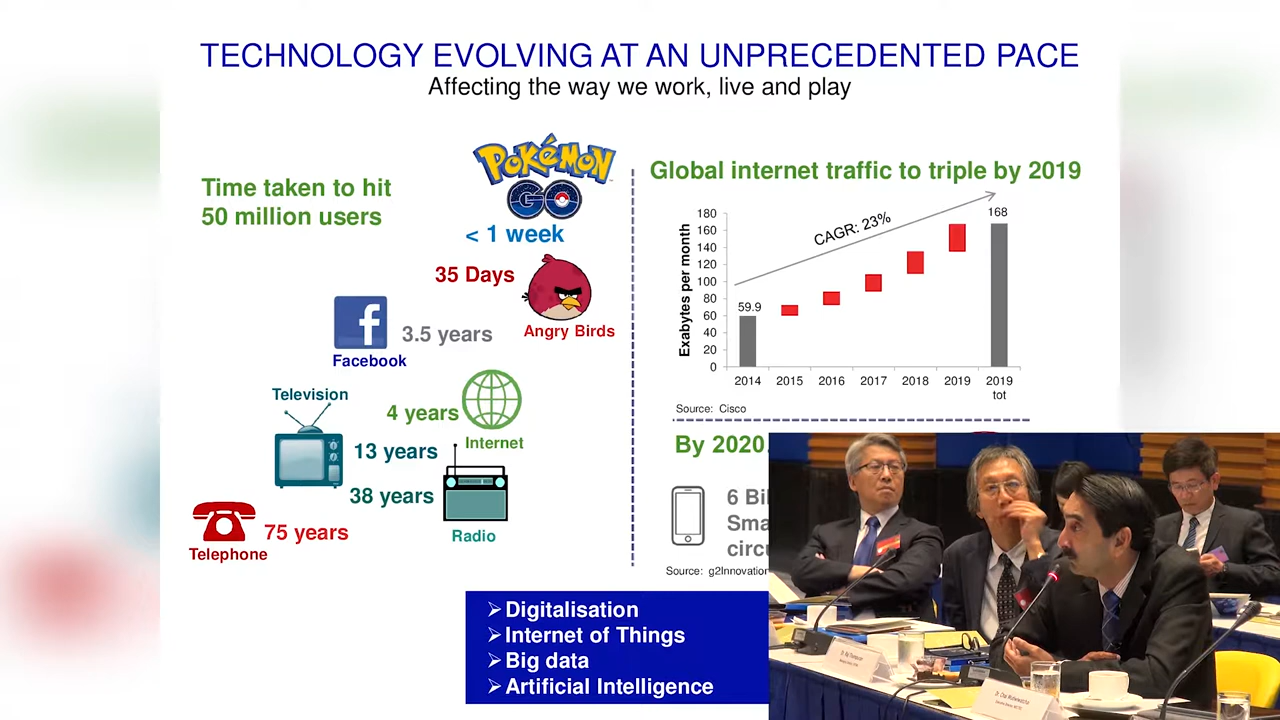 TECHNOLOGY EVOLVING AT AN UNPRECEDENTED PACE
Affecting the way we work, live and play
Time taken to hit
50 million users
POKéMON
GO
< 1 week
35 Days
Angry Birds
f
3.5 years
Facebook
Television
4 years
Internet
13 years
38 years
Radio
75 years
Telephone
Global internet traffic to triple by 2019
Exabytes per month
180
160
140
120
100
80
60
40
20
0
CAGR: 23%
59.9
168
2014
2015
2016
2017
2018
2019
2019
tot
Source: Cisco
By 2020
6 Bil
Sma
circu
Source: g2Innovation
➢ Digitalisation
➢ Internet of Things
➢ Big data
➢ Artificial Intelligence